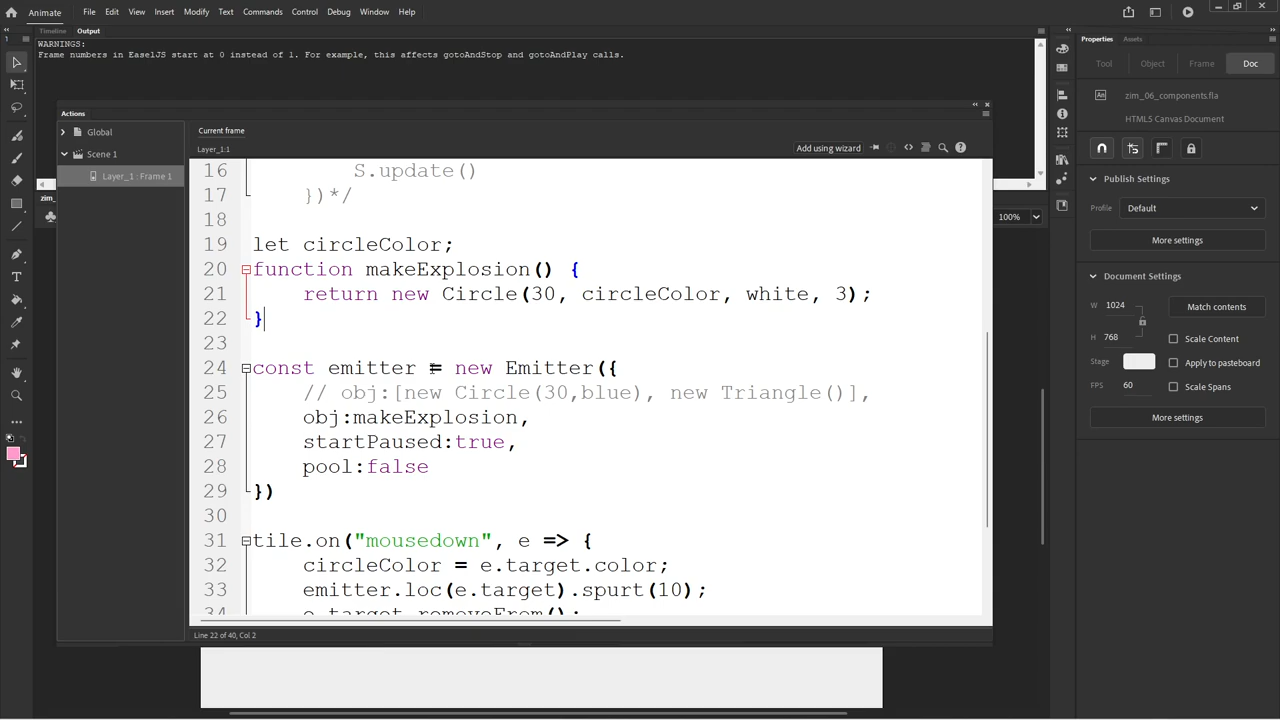 Animate File Edit View Insert Modify Text Commands Control Debug Window Help
Timeline Output
WARNINGS:
Frame numbers in EaselJS start at 0 instead of 1. For example, this affects gotoAndStop and gotoAndPlay calls.
Properties Assets
Tool Object Frame Doc
An zim_06_components.fla
HTML5 Canvas Document
Publish Settings
Profile Default
More settings
Document Settings
W 1024 Match contents
H 768 Scale Content
Stage Apply to pasteboard
FPS 60 Scale Spans
More settings
100%
Actions
Global
Scene 1
Layer_1 : Frame 1
Current frame
Layer_1:1
Add using wizard
16 S.update()
17 })*/
18
19 let circleColor;
20 function makeExplosion() {
21 return new Circle(30, circleColor, white, 3);
22 }
23
24 const emitter = new Emitter({
25 // obj:[new Circle(30,blue), new Triangle()],
26 obj:makeExplosion,
27 startPaused:true,
28 pool:false
29 })
30
31 tile.on("mousedown", e => {
32 circleColor = e.target.color;
33 emitter.loc(e.target).spurt(10);
34 e.target.removeFrom();
Line 22 of 40, Col 2